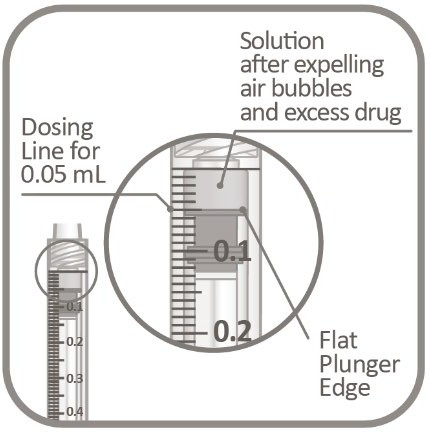 Solution
after expelling
air bubbles
and excess drug
Dosing
Line for
0.05 mL
0.1
0.2
0.1
0.2
0.3
0.4
Flat
Plunger
Edge